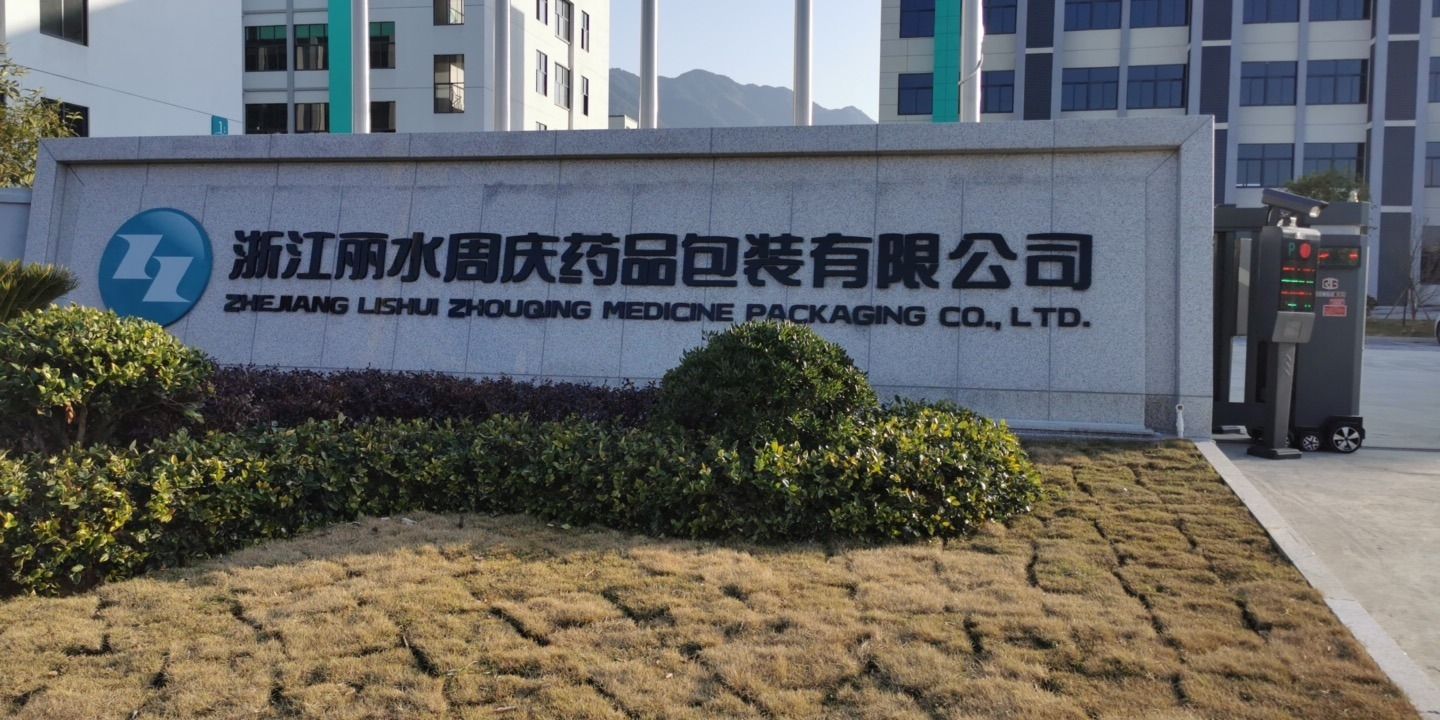 浙江丽水周庆药品包装有限公司
ZHEJIANG LISHUI ZHOUQING MEDICINE PACKAGING CO., LTD.
P